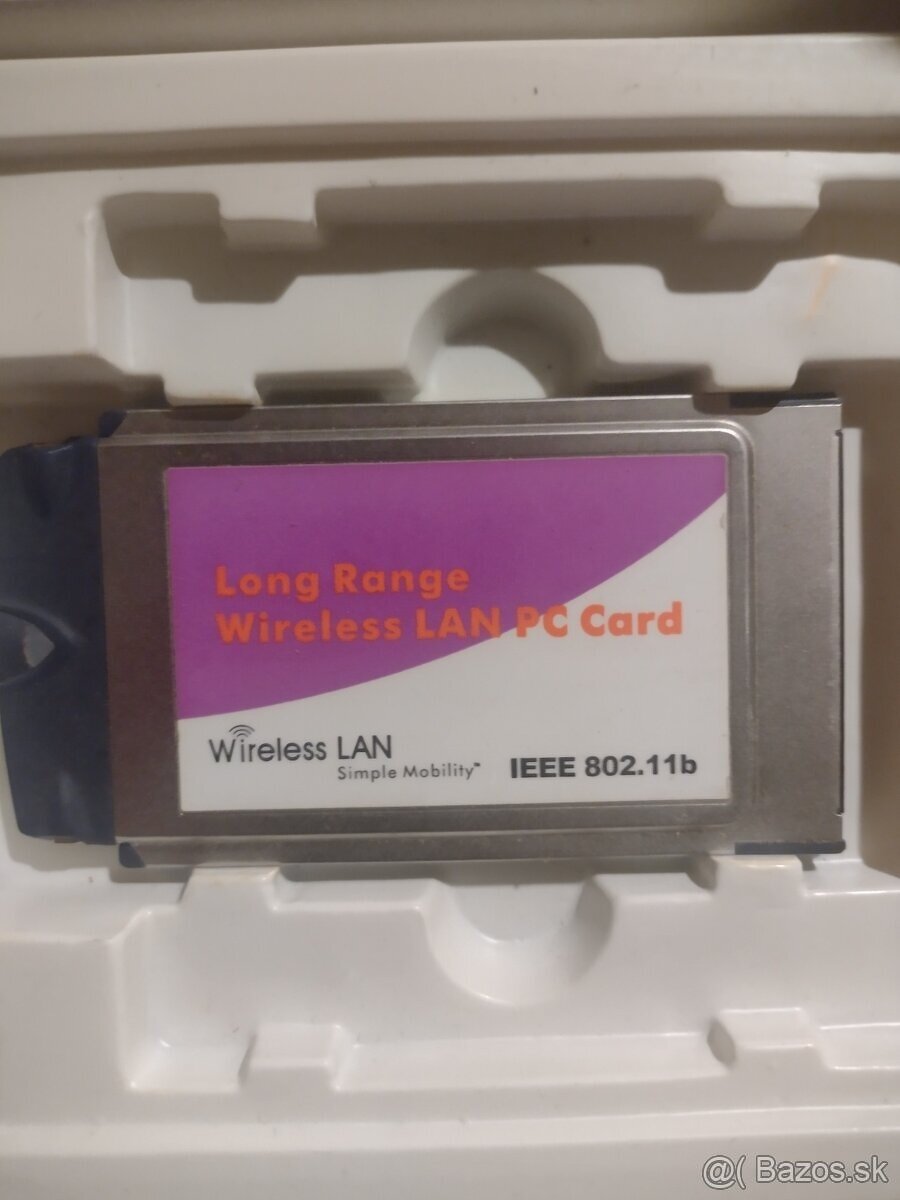 Long Range
Wireless LAN PC Card
Wireless LAN
Simple Mobility™
IEEE 802.11b
@( Bazos.sk